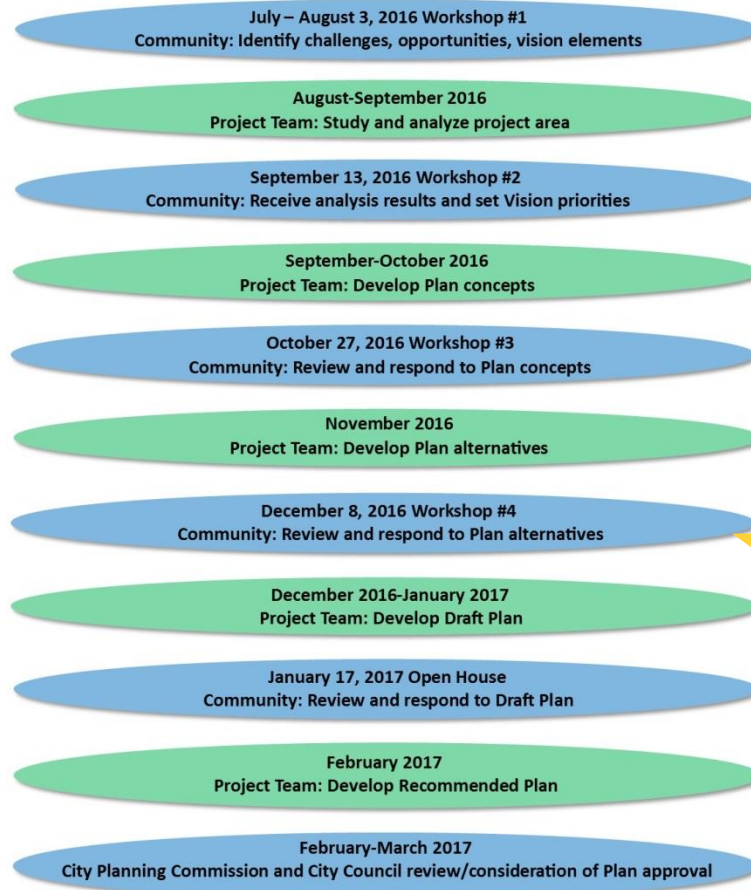 July – August 3, 2016 Workshop #1
Community: Identify challenges, opportunities, vision elements
August-September 2016
Project Team: Study and analyze project area
September 13, 2016 Workshop #2
Community: Receive analysis results and set Vision priorities
September-October 2016
Project Team: Develop Plan concepts
October 27, 2016 Workshop #3
Community: Review and respond to Plan concepts
November 2016
Project Team: Develop Plan alternatives
December 8, 2016 Workshop #4
Community: Review and respond to Plan alternatives
December 2016-January 2017
Project Team: Develop Draft Plan
January 17, 2017 Open House
Community: Review and respond to Draft Plan
February 2017
Project Team: Develop Recommended Plan
February-March 2017
City Planning Commission and City Council review/consideration of Plan approval